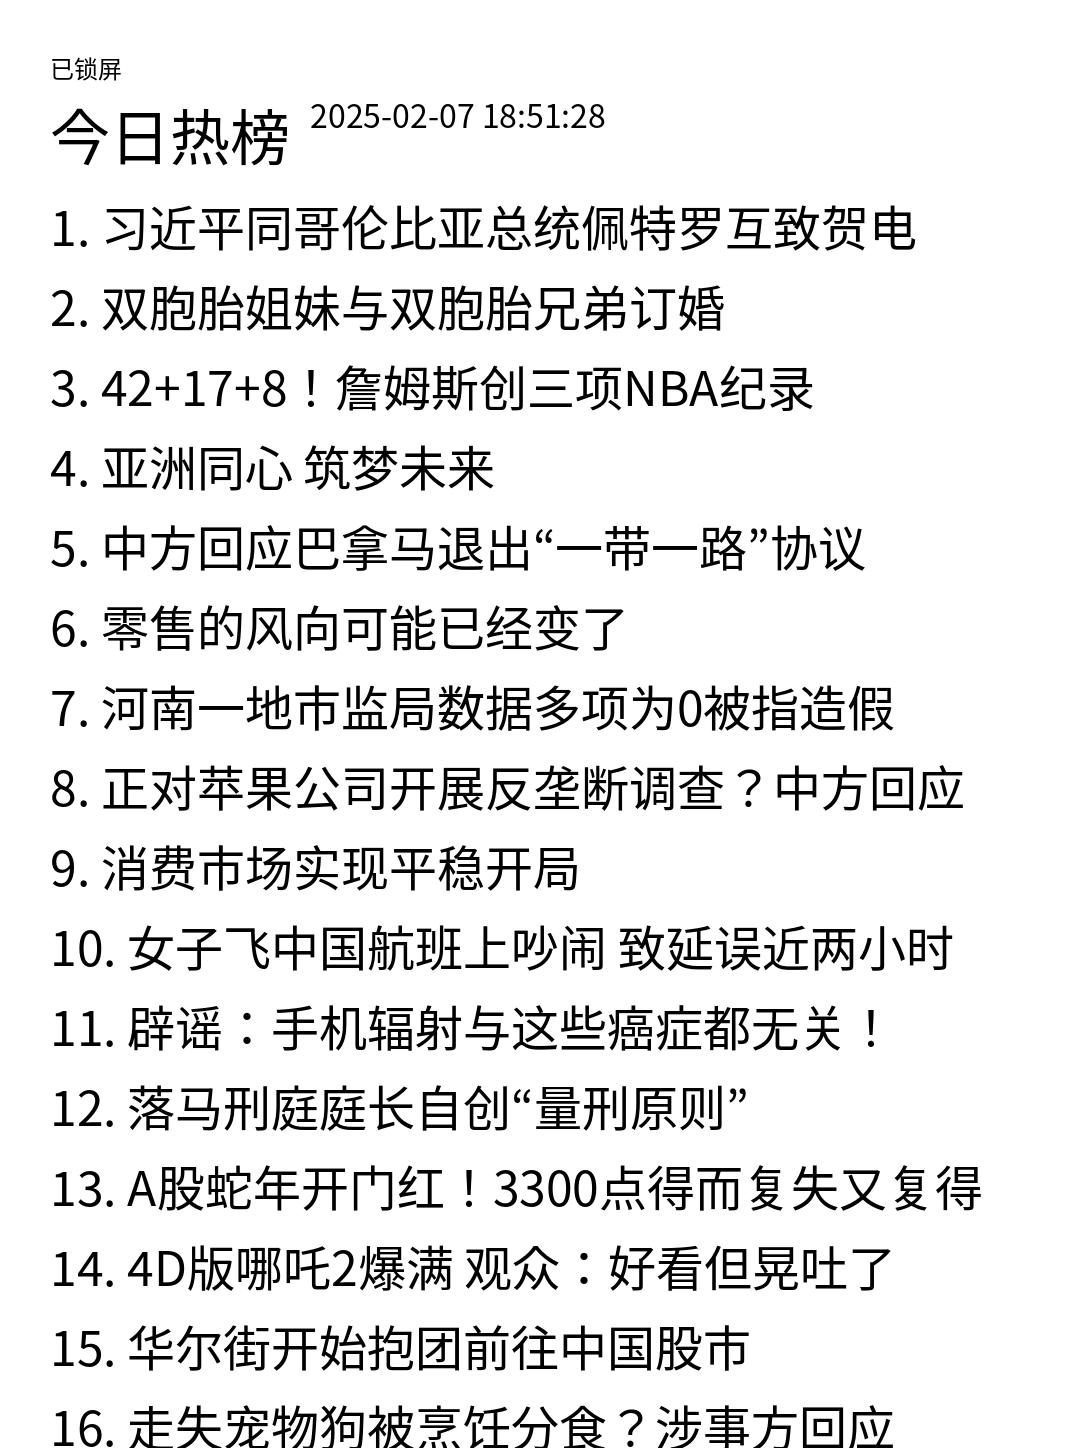 已锁屏
今日热榜 2025-02-07 18:51:28
1. 习近平同哥伦比亚总统佩特罗互致贺电
2. 双胞胎姐妹与双胞胎兄弟订婚
3. 42+17+8！詹姆斯创三项NBA纪录
4. 亚洲同心 筑梦未来
5. 中方回应巴拿马退出“一带一路”协议
6. 零售的风向可能已经变了
7. 河南一地市监局数据多项为0被指造假
8. 正对苹果公司开展反垄断调查？中方回应
9. 消费市场实现平稳开局
10. 女子飞中国航班上吵闹 致延误近两小时
11. 辟谣：手机辐射与这些癌症都无关！
12. 落马刑庭庭长自创“量刑原则”
13. A股蛇年开门红！3300点得而复失又复得
14. 4D版哪吒2爆满 观众：好看但晃吐了
15. 华尔街开始抱团前往中国股市
16. 走失宠物狗被烹饪分食？涉事方回应